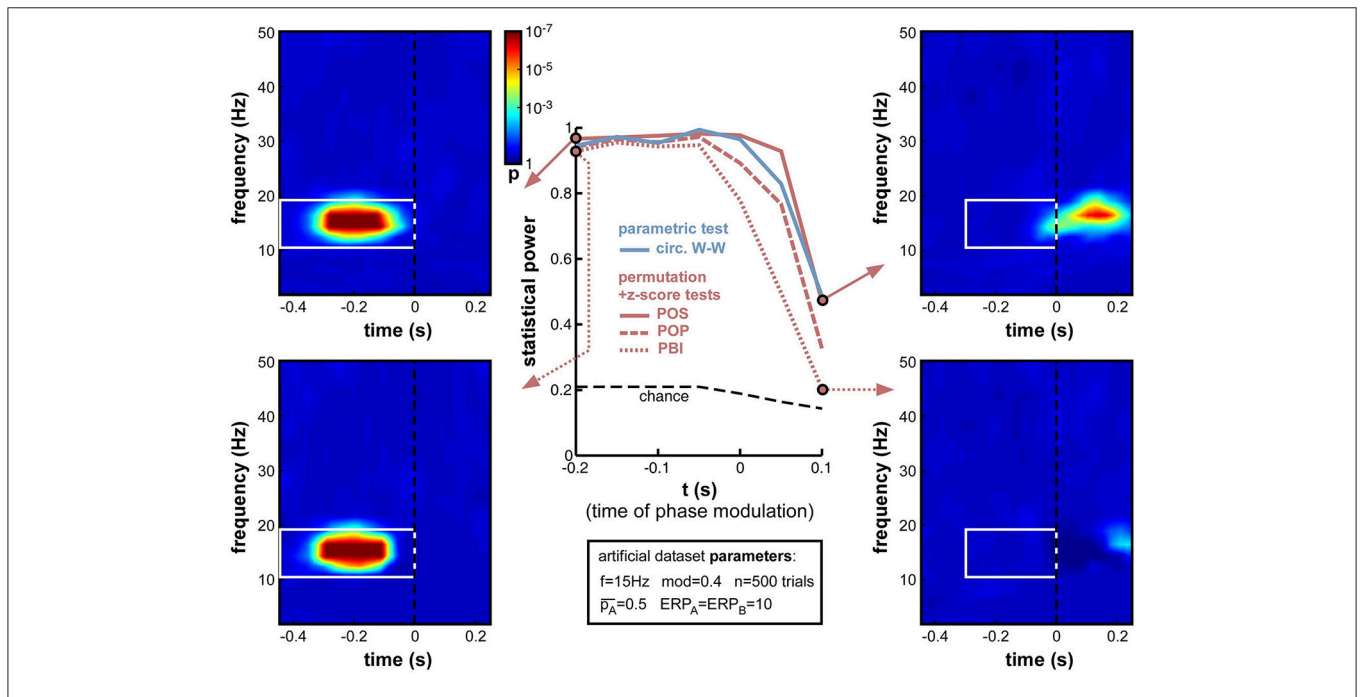 50
40
30
20
10
frequency (Hz)
-0.4
-0.2
0
0.2
time (s)
10-7
10-5
10-3
1
p
1
0.8
0.6
0.4
0.2
0
statistical power
parametric test
circ. W-W
permutation
+z-score tests
POS
POP
PBI
chance
-0.2
-0.1
0
0.1
t (s)
(time of phase modulation)
50
40
30
20
10
frequency (Hz)
-0.4
-0.2
0
0.2
time (s)
50
40
30
20
10
frequency (Hz)
-0.4
-0.2
0
0.2
time (s)
artificial dataset parameters:
f=15Hz mod=0.4 n=500 trials
p̅A=0.5 ERPA=ERPB=10
50
40
30
20
10
frequency (Hz)
-0.4
-0.2
0
0.2
time (s)